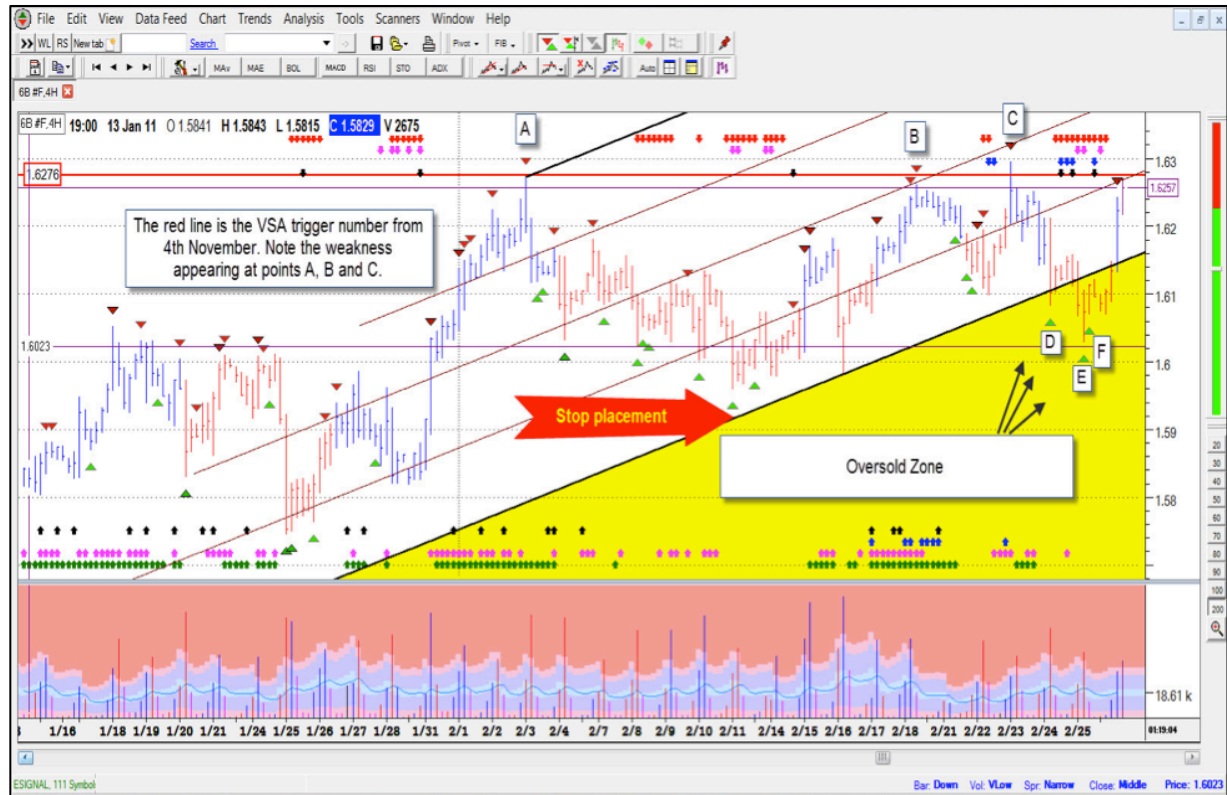 File Edit View Data Feed Chart Trends Analysis Tools Scanners Window Help
WL RS New tab Search Pivot FIB
MAv MAE BOL MACD RSI STO ADX Auto
6B #F,4H
6B #F,4H 19:00 13 Jan 11 O 1.5841 H 1.5843 L 1.5815 C 1.5829 V 2675
A
B
C
1.63
1.6276
1.6257
The red line is the VSA trigger number from
4th November. Note the weakness
appearing at points A, B and C.
1.62
1.61
1.6023
D
F
E
1.6
Stop placement
1.59
Oversold Zone
1.58
20
30
40
50
60
70
80
90
100
200
18.61 k
1/16 1/18 1/19 1/20 1/21 1/24 1/25 1/26 1/27 1/28 1/31 2/1 2/2 2/3 2/4 2/7 2/8 2/9 2/10 2/11 2/14 2/15 2/16 2/17 2/18 2/21 2/22 2/23 2/24 2/25 01:19:04
ESIGNAL, 111 Symbol Bar: Down Vol: VLow Spr: Narrow Close: Middle Price: 1.6023